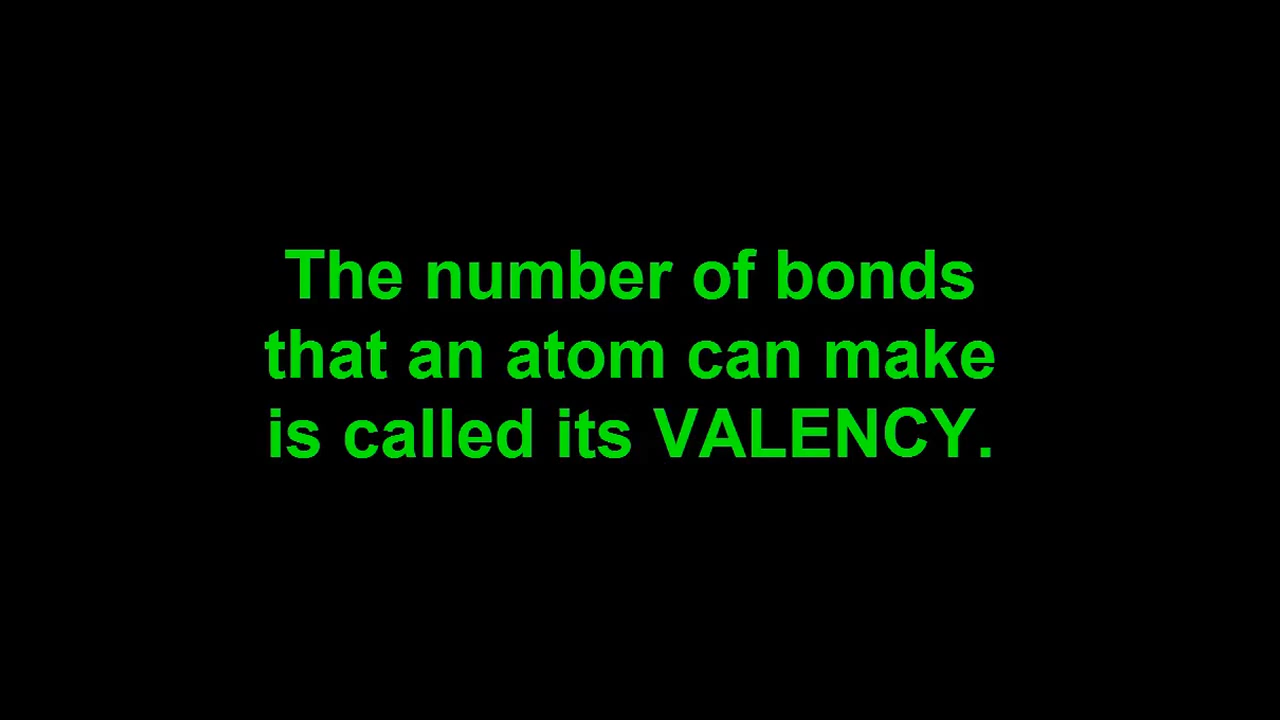 The number of bonds
that an atom can make
is called its VALENCY.